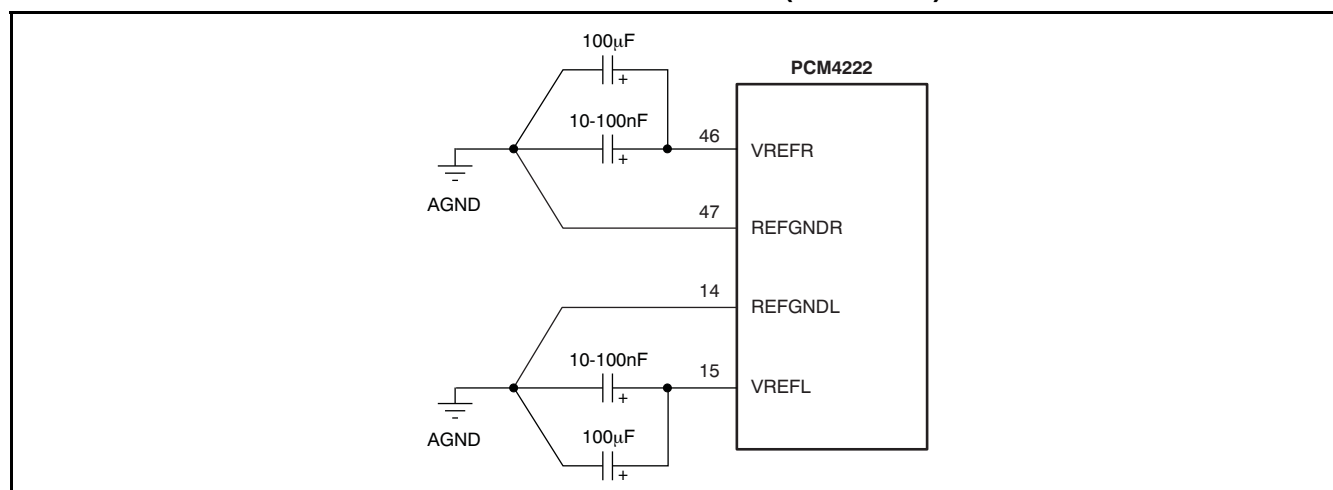 100μF
+
PCM4222
10-100nF
+
46
VREFR
AGND
47
REFGNDR
14
REFGNDL
10-100nF
+
15
VREFL
AGND
100μF
+